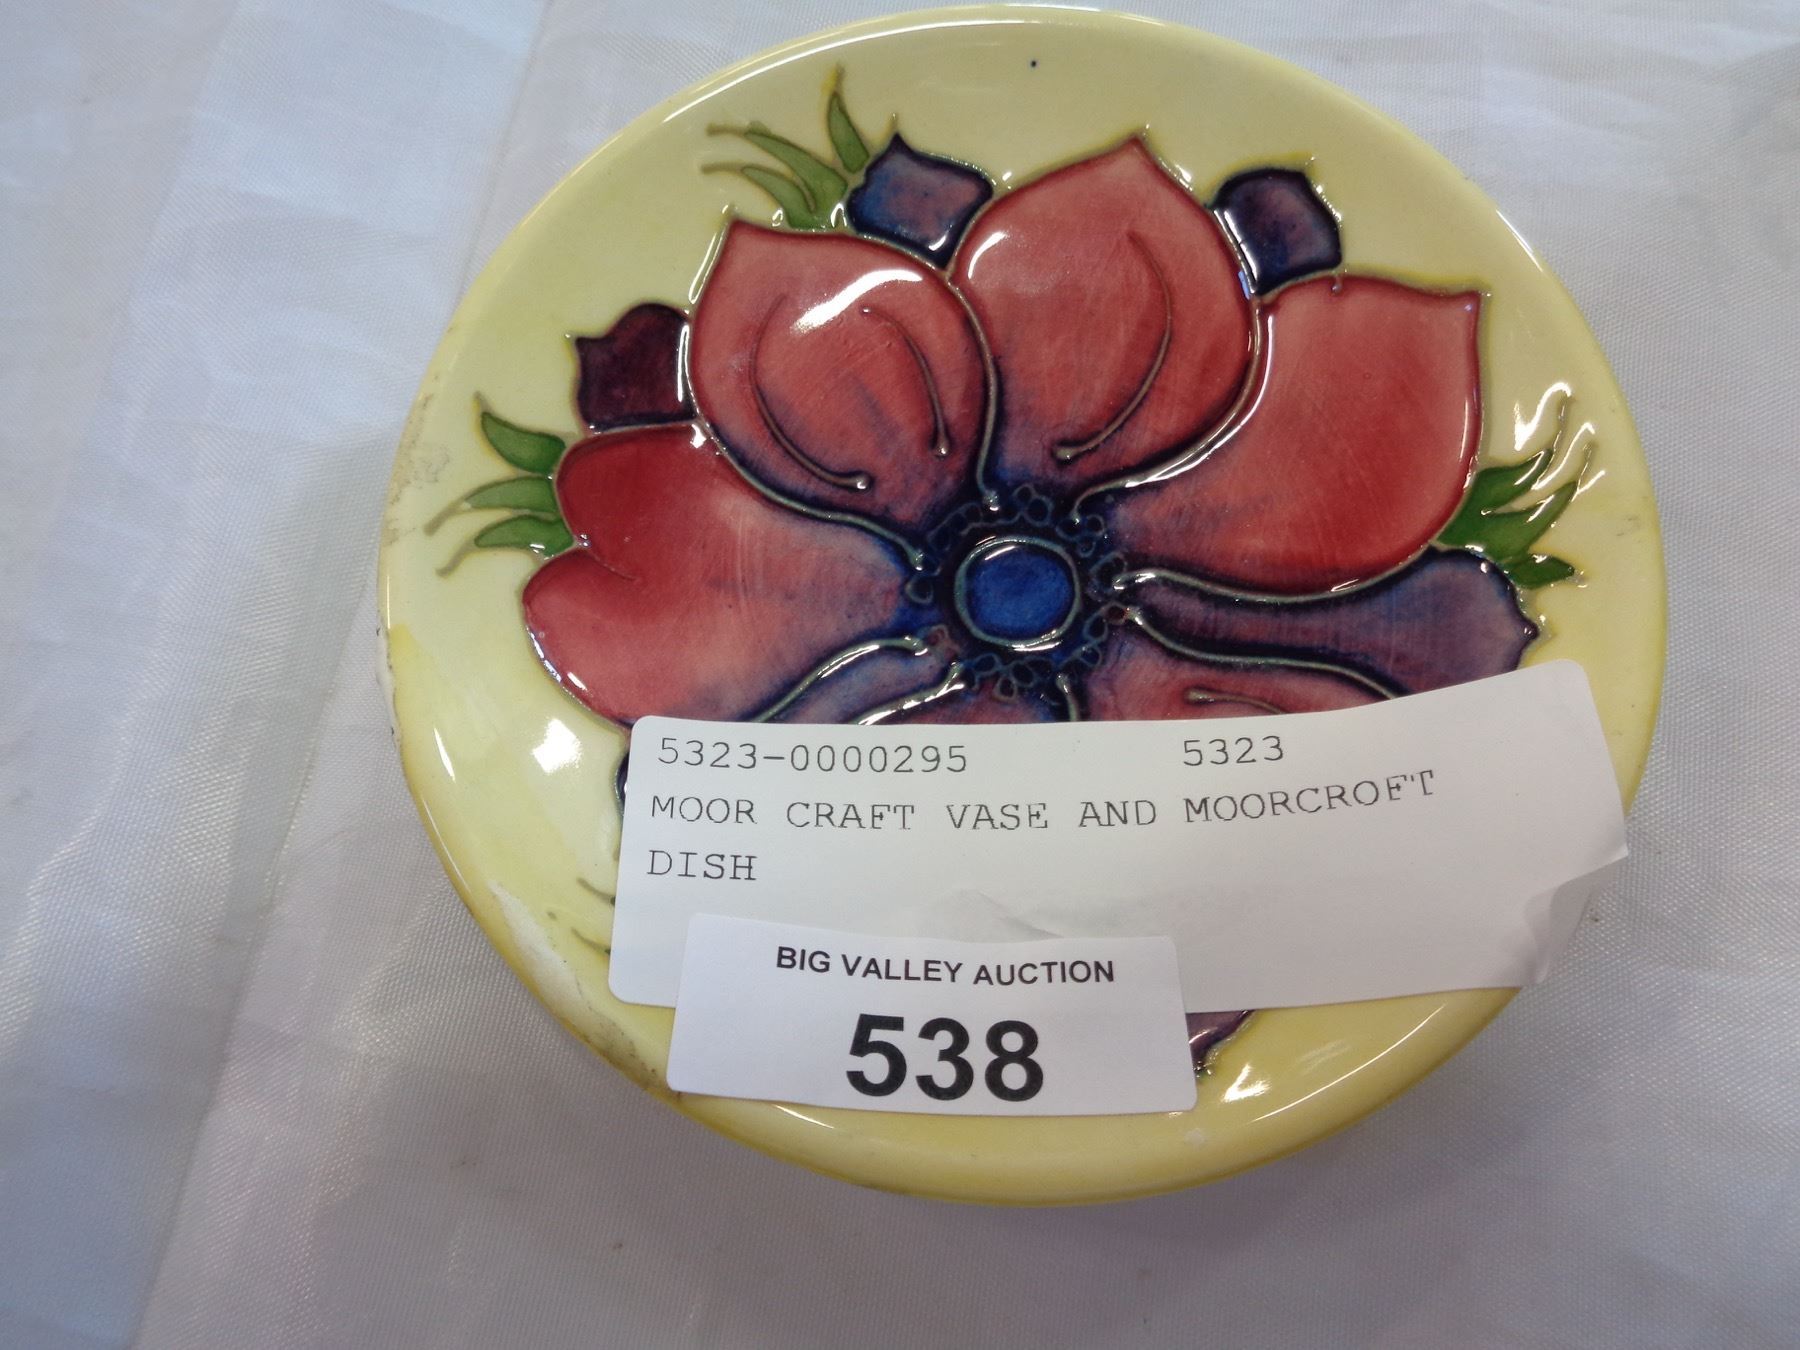 5323-0000295 5323
MOOR CRAFT VASE AND MOORCROFT
DISH
BIG VALLEY AUCTION
538